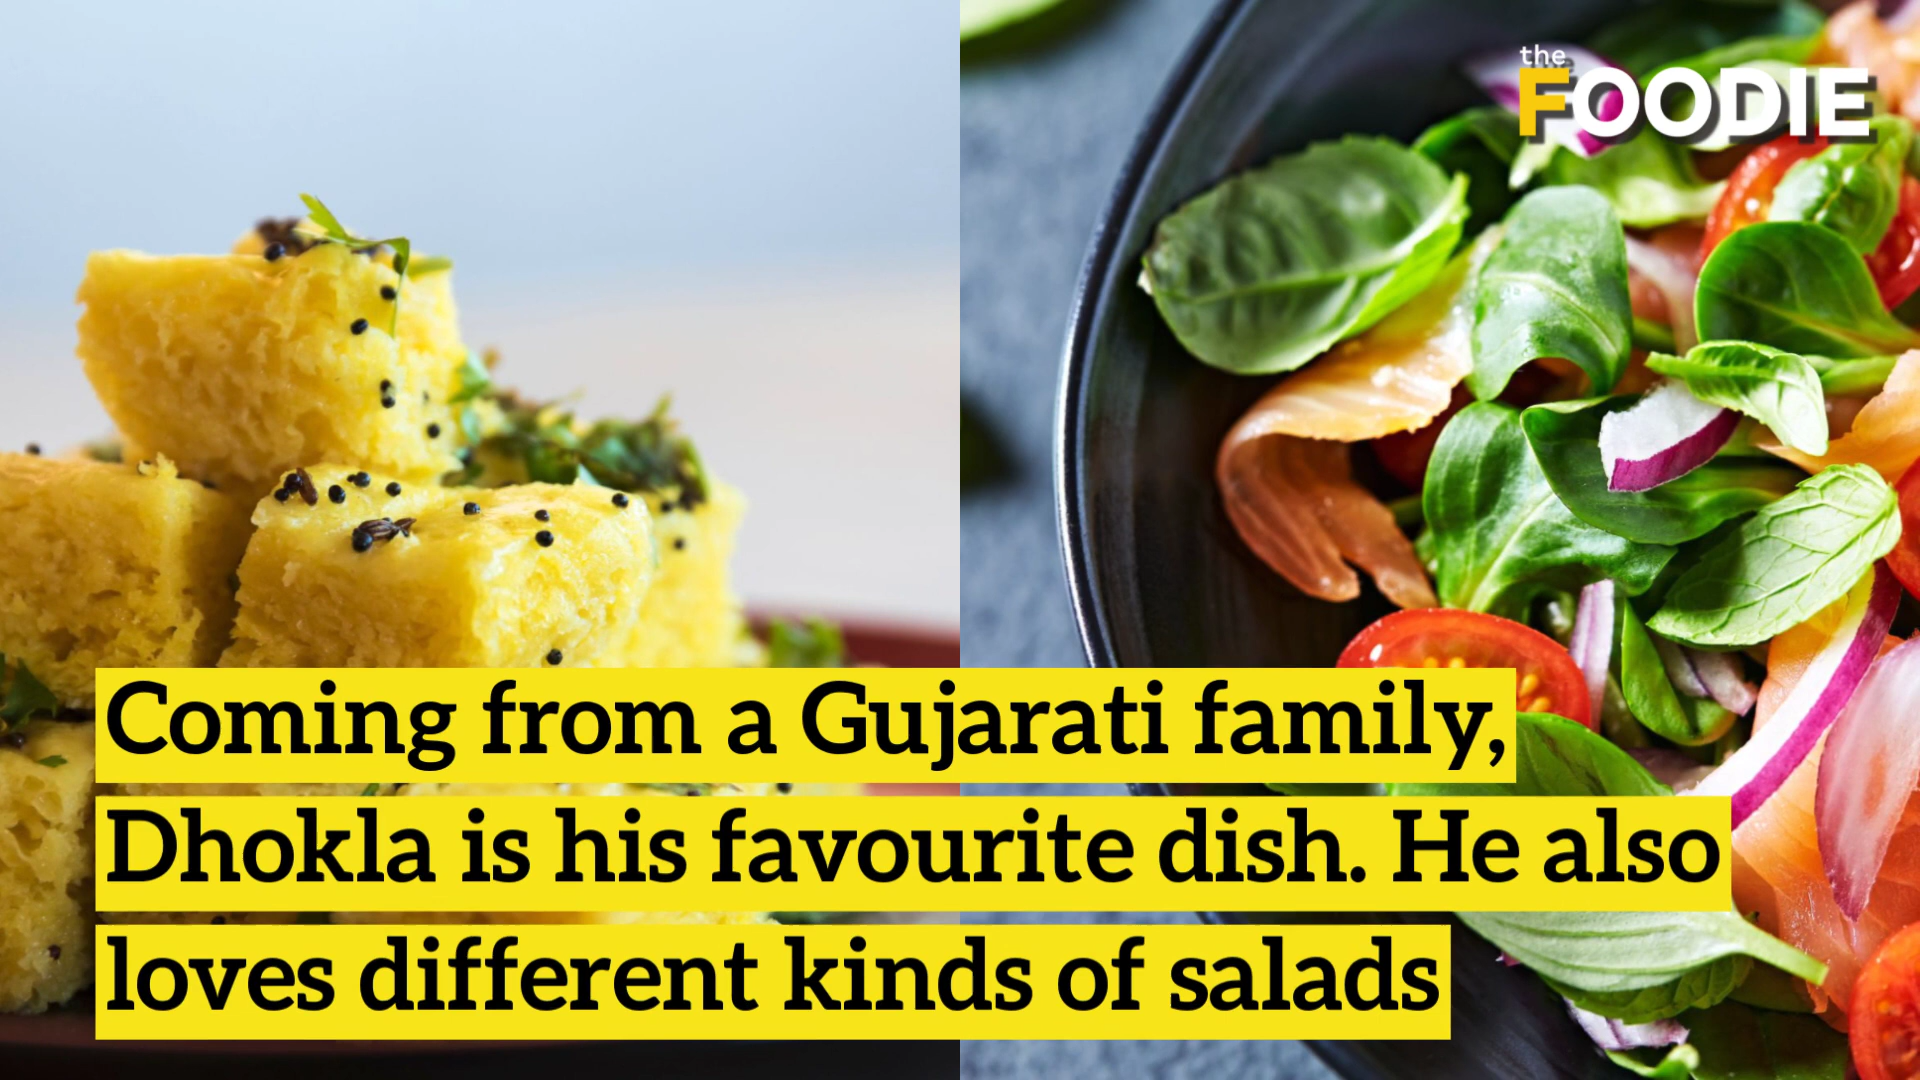 the
FOODIE
Coming from a Gujarati family,
Dhokla is his favourite dish. He also
loves different kinds of salads